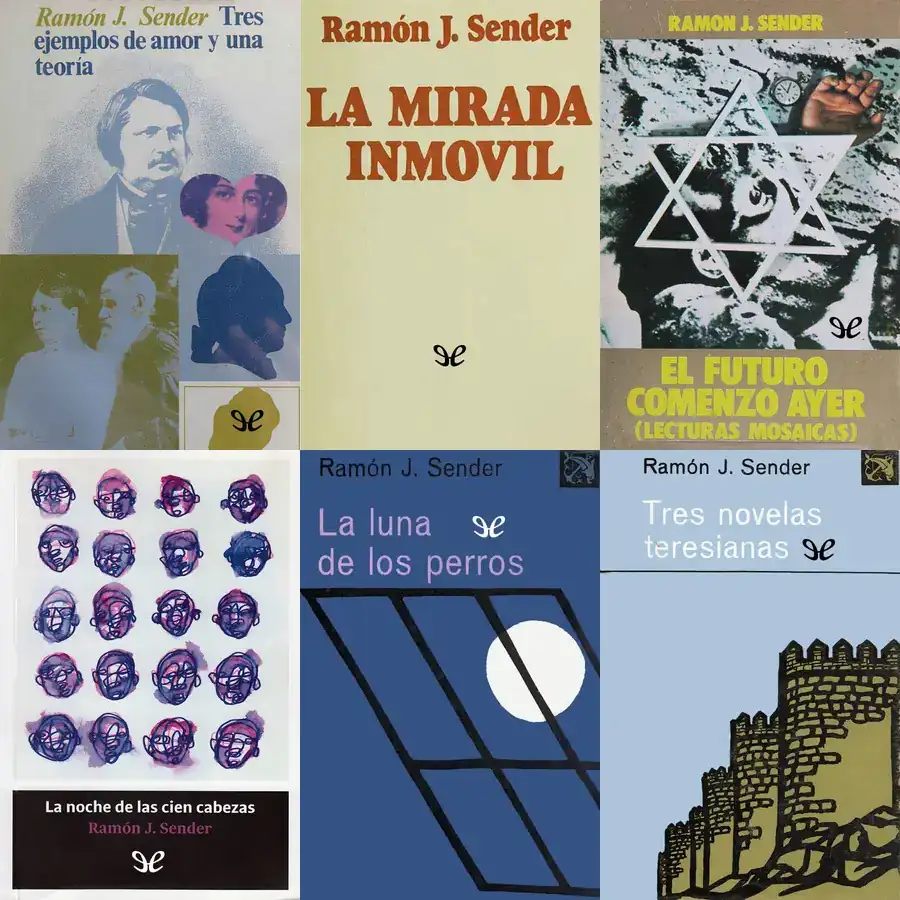 Ramón J. Sender Tres
ejemplos de amor y una
teoría
Ramón J. Sender
LA MIRADA
INMOVIL
RAMON J. SENDER
EL FUTURO
COMENZO AYER
(LECTURAS MOSAICAS)
La noche de las cien cabezas
Ramón J. Sender
Ramón J. Sender
La luna
de los perros
Ramón J. Sender
Tres novelas
teresianas